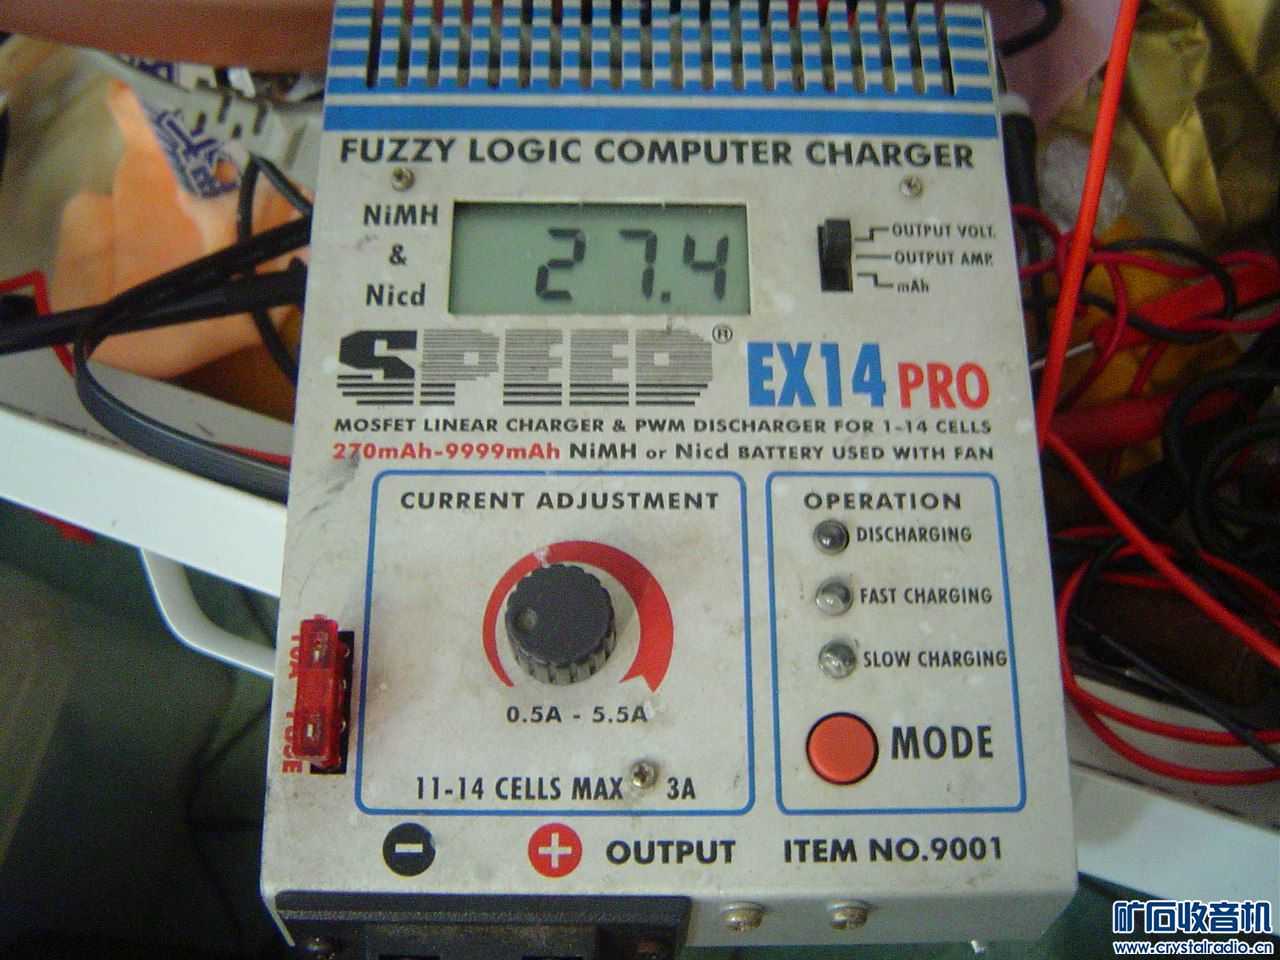 FUZZY LOGIC COMPUTER CHARGER
NiMH
&
Nicd
27.4
OUTPUT VOLT.
OUTPUT AMP.
mAh
SPEED®
EX14 PRO
MOSFET LINEAR CHARGER & PWM DISCHARGER FOR 1-14 CELLS
270mAh-9999mAh NiMH or Nicd BATTERY USED WITH FAN
CURRENT ADJUSTMENT
0.5A - 5.5A
11-14 CELLS MAX 3A
OPERATION
DISCHARGING
FAST CHARGING
SLOW CHARGING
MODE
10A FUSE
- + OUTPUT
ITEM NO.9001
矿石收音机
www.crystalradio.cn